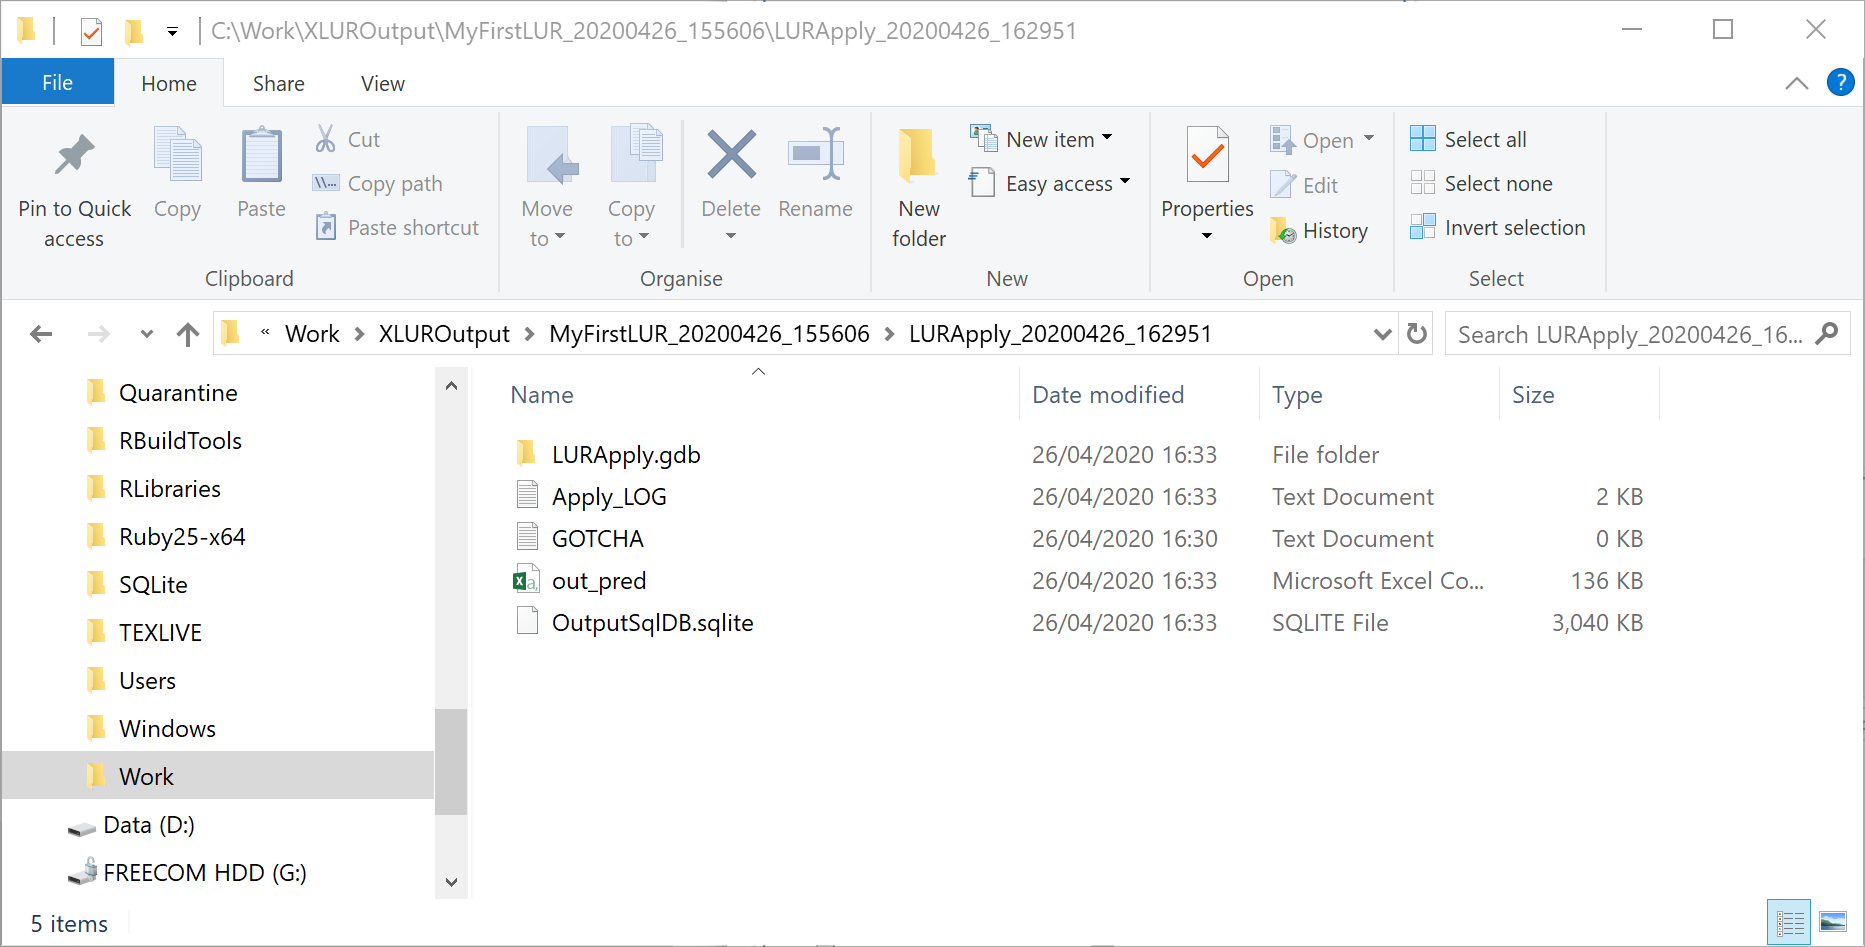 C:\Work\XLUROutput\MyFirstLUR_20200426_155606\LURApply_20200426_162951
File Home Share View
?
Pin to Quick access
Copy
Paste
Cut
Copy path
Paste shortcut
Clipboard
Move to
Copy to
Delete
Rename
Organise
New folder
New item
Easy access
New
Properties
Open
Edit
History
Open
Select all
Select none
Invert selection
Select
« Work > XLUROutput > MyFirstLUR_20200426_155606 > LURApply_20200426_162951
Search LURApply_20200426_16...
Quarantine
RBuildTools
RLibraries
Ruby25-x64
SQLite
TEXLIVE
Users
Windows
Work
Data (D:)
FREECOM HDD (G:)
Name Date modified Type Size
LURApply.gdb 26/04/2020 16:33 File folder
Apply_LOG 26/04/2020 16:33 Text Document 2 KB
GOTCHA 26/04/2020 16:30 Text Document 0 KB
out_pred 26/04/2020 16:33 Microsoft Excel Co... 136 KB
OutputSqlDB.sqlite 26/04/2020 16:33 SQLITE File 3,040 KB
5 items